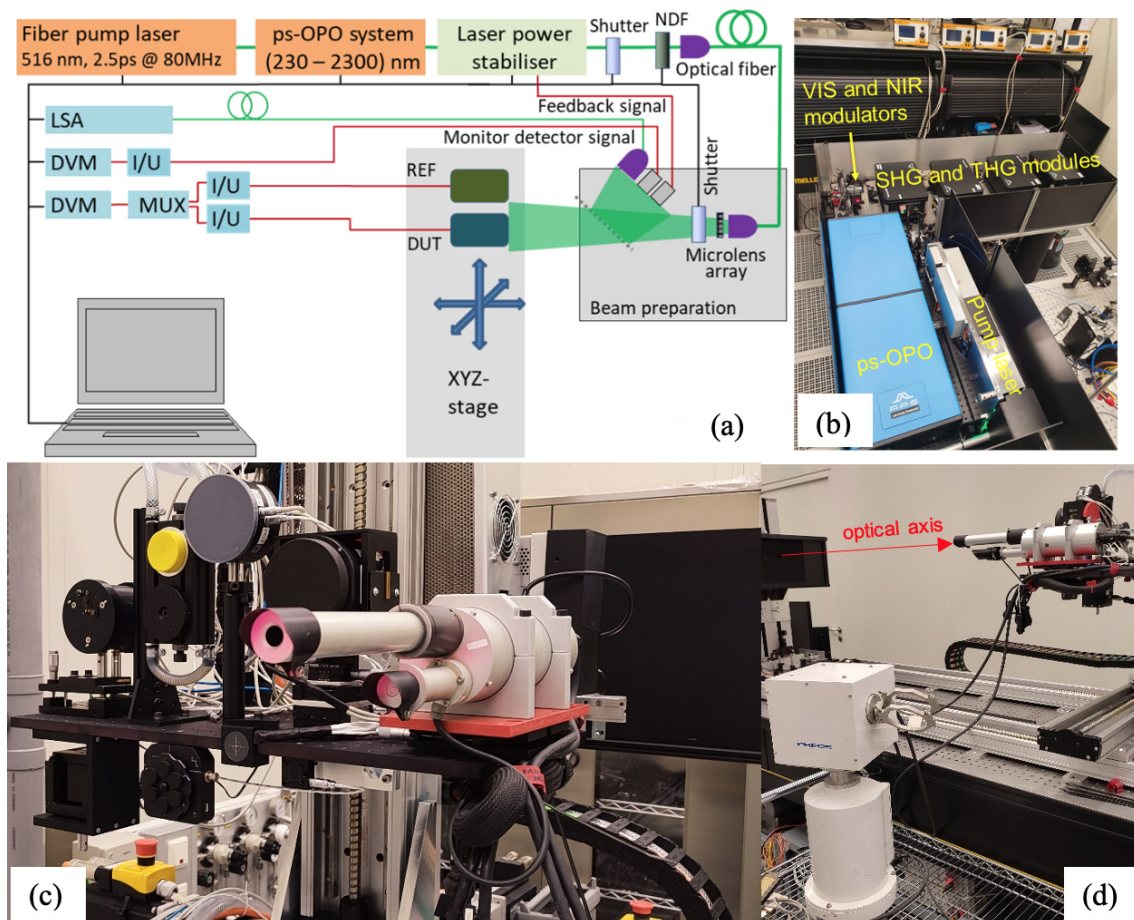 Fiber pump laser
516 nm, 2.5ps @ 80MHz
ps-OPO system
(230 – 2300) nm
Laser power
stabiliser
Shutter
NDF
Optical fiber
Feedback signal
LSA
Monitor detector signal
DVM
I/U
DVM
MUX
I/U
I/U
REF
DUT
Shutter
Microlens
array
Beam preparation
XYZ-
stage
(a)
VIS and NIR
modulators
SHG and THG modules
ps-OPO
Pump laser
APE
(b)
optical axis
(c)
(d)